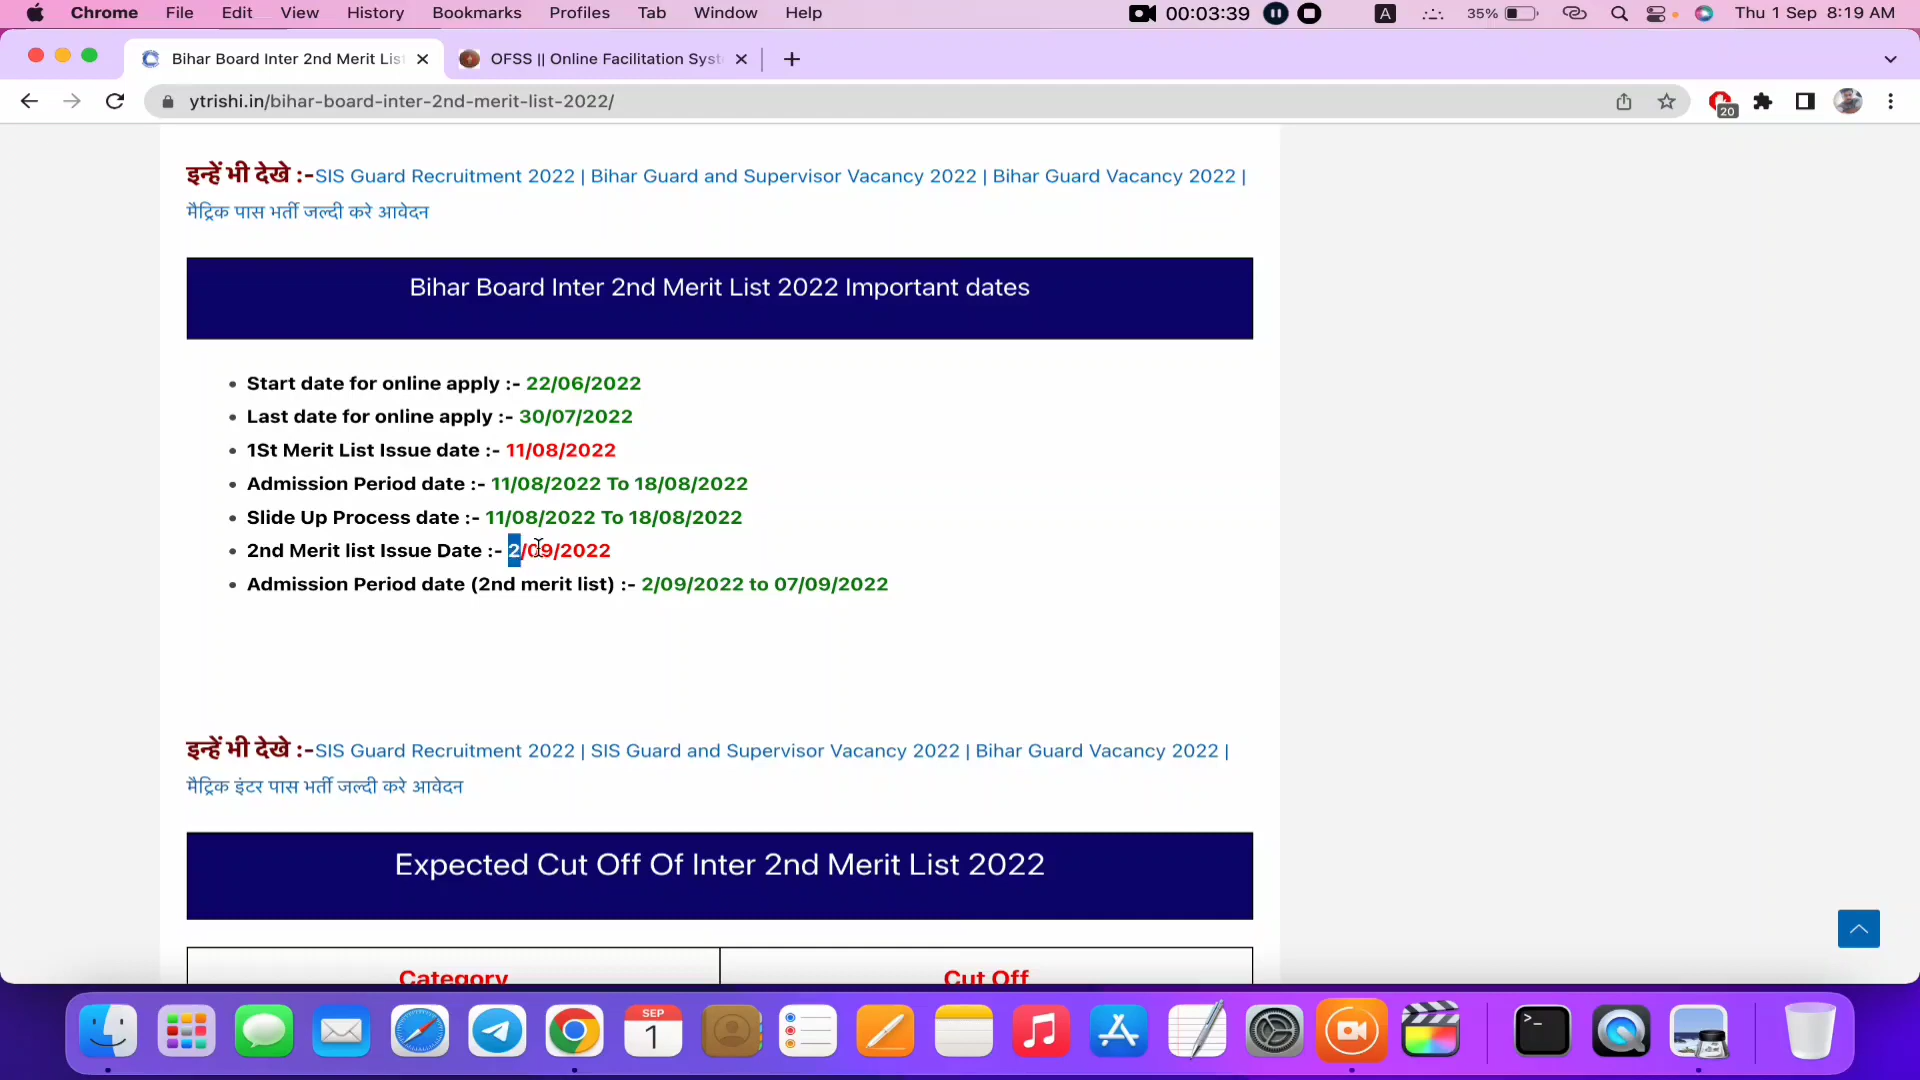 Chrome File Edit View History Bookmarks Profiles Tab Window Help 00:03:39 A 35% Thu 1 Sep 8:19 AM
Bihar Board Inter 2nd Merit Lis OFSS || Online Facilitation Syst
ytrishi.in/bihar-board-inter-2nd-merit-list-2022/ 20
इन्हें भी देखे :-SIS Guard Recruitment 2022 | Bihar Guard and Supervisor Vacancy 2022 | Bihar Guard Vacancy 2022 |
मैट्रिक पास भर्ती जल्दी करे आवेदन
Bihar Board Inter 2nd Merit List 2022 Important dates
Start date for online apply :- 22/06/2022
Last date for online apply :- 30/07/2022
1St Merit List Issue date :- 11/08/2022
Admission Period date :- 11/08/2022 To 18/08/2022
Slide Up Process date :- 11/08/2022 To 18/08/2022
2nd Merit list Issue Date :- 2/09/2022
Admission Period date (2nd merit list) :- 2/09/2022 to 07/09/2022
इन्हें भी देखे :-SIS Guard Recruitment 2022 | SIS Guard and Supervisor Vacancy 2022 | Bihar Guard Vacancy 2022 |
मैट्रिक इंटर पास भर्ती जल्दी करे आवेदन
Expected Cut Off Of Inter 2nd Merit List 2022
Category Cut Off
SEP
1